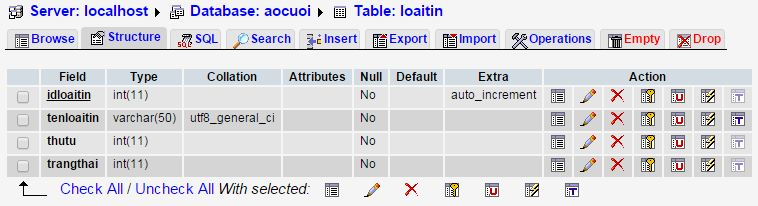 Server: localhost Database: aocuoi Table: loaitin
Browse Structure SQL Search Insert Export Import Operations Empty Drop
Field Type Collation Attributes Null Default Extra Action
idloaitin int(11) No auto_increment
tenloaitin varchar(50) utf8_general_ci No
thutu int(11) No
trangthai int(11) No
Check All / Uncheck All With selected: